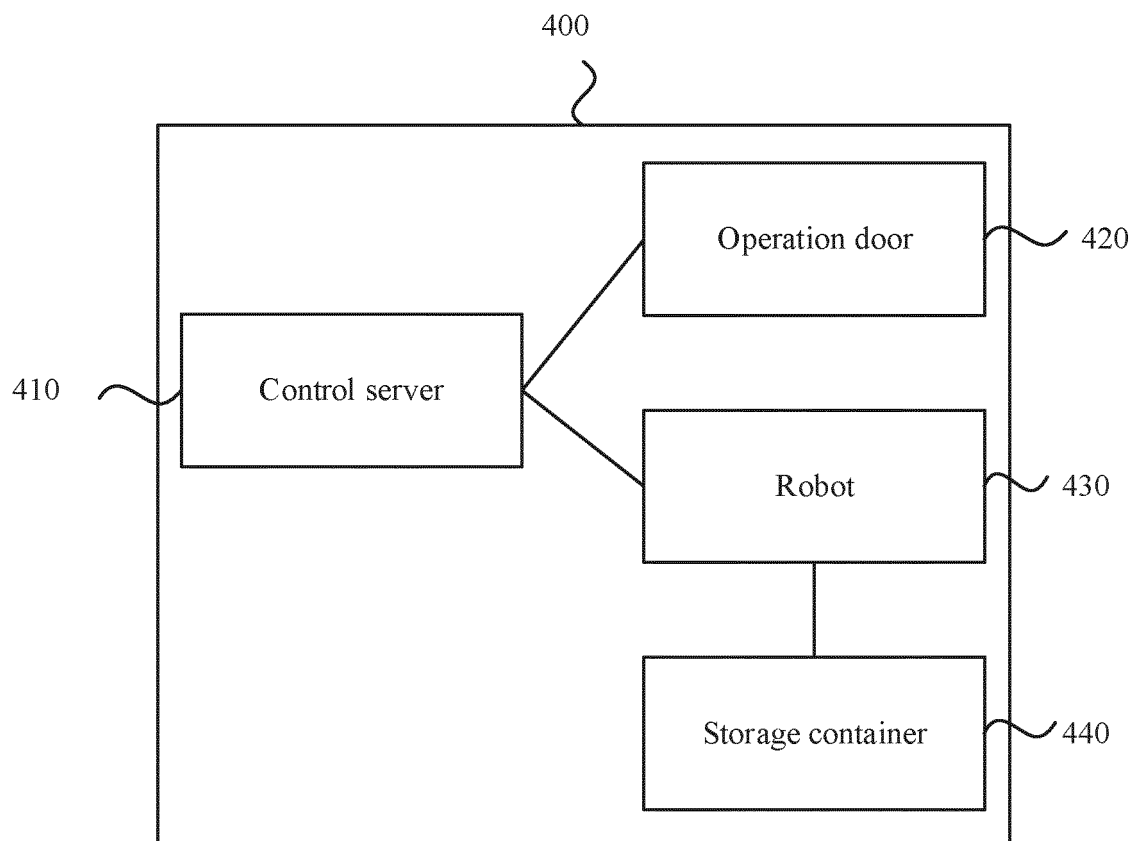 400
Operation door
420
410
Control server
Robot
430
Storage container
440